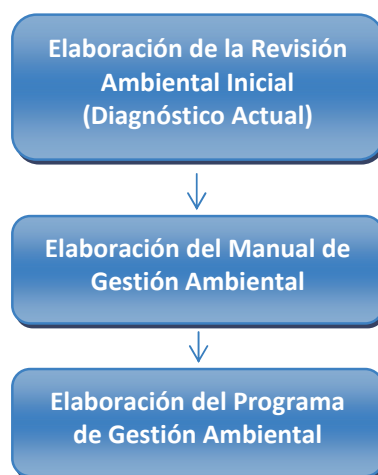 Elaboración de la Revisión
Ambiental Inicial
(Diagnóstico Actual)
Elaboración del Manual de
Gestión Ambiental
Elaboración del Programa
de Gestión Ambiental